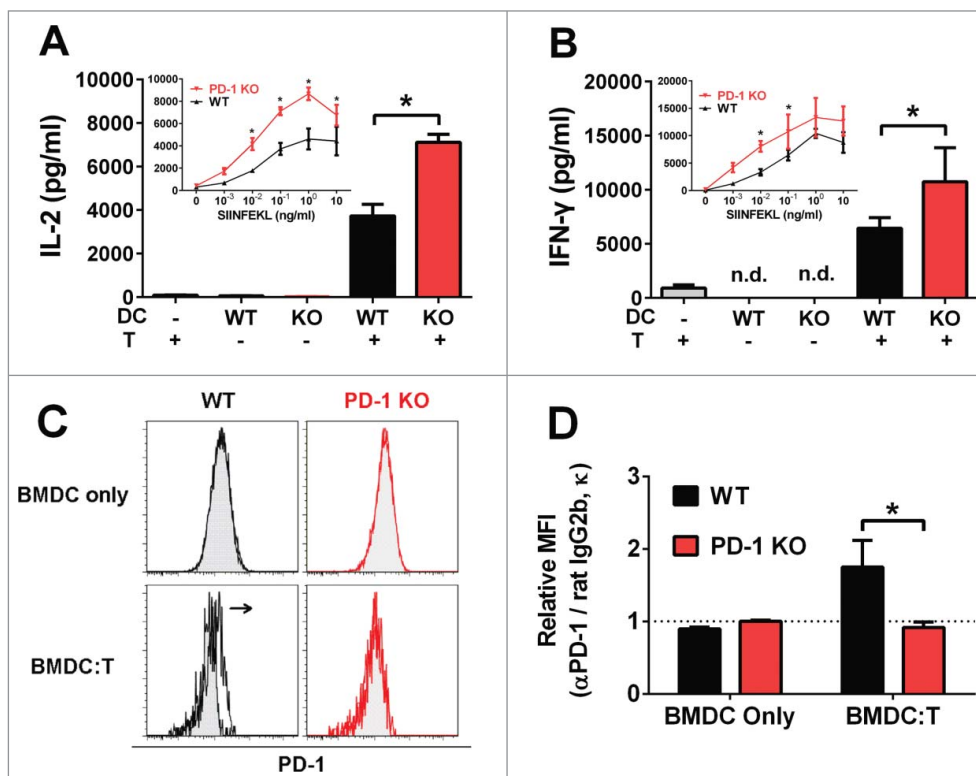 A
IL-2 (pg/ml)
10000
8000
6000
4000
2000
0
PD-1 KO
WT
10000
8000
6000
4000
2000
0
* * * *
0 10⁻³ 10⁻² 10⁻¹ 10⁰ 10
SIINFEKL (ng/ml)
*
DC - WT KO WT KO
T + - - + +
B
IFN-γ (pg/ml)
20000
15000
10000
5000
0
PD-1 KO
WT
20000
15000
10000
5000
0
* *
0 10⁻³ 10⁻² 10⁻¹ 10⁰ 10
SIINFEKL (ng/ml)
*
n.d. n.d.
DC - WT KO WT KO
T + - - + +
C
WT PD-1 KO
BMDC only
BMDC:T
PD-1
D
Relative MFI
(αPD-1 / rat IgG2b, κ)
3
2
1
0
WT
PD-1 KO
*
BMDC Only BMDC:T